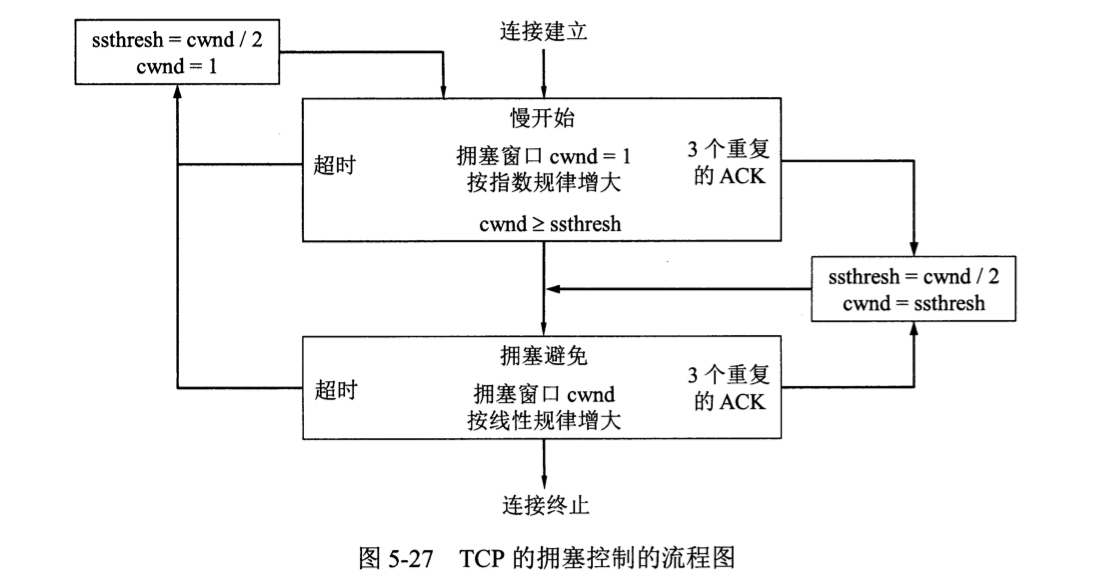 连接建立
ssthresh = cwnd / 2
cwnd = 1
慢开始
超时
拥塞窗口 cwnd = 1
按指数规律增大
3 个重复
的 ACK
cwnd ≥ ssthresh
ssthresh = cwnd / 2
cwnd = ssthresh
拥塞避免
超时
拥塞窗口 cwnd
按线性规律增大
3 个重复
的 ACK
连接终止
图 5-27 TCP 的拥塞控制的流程图